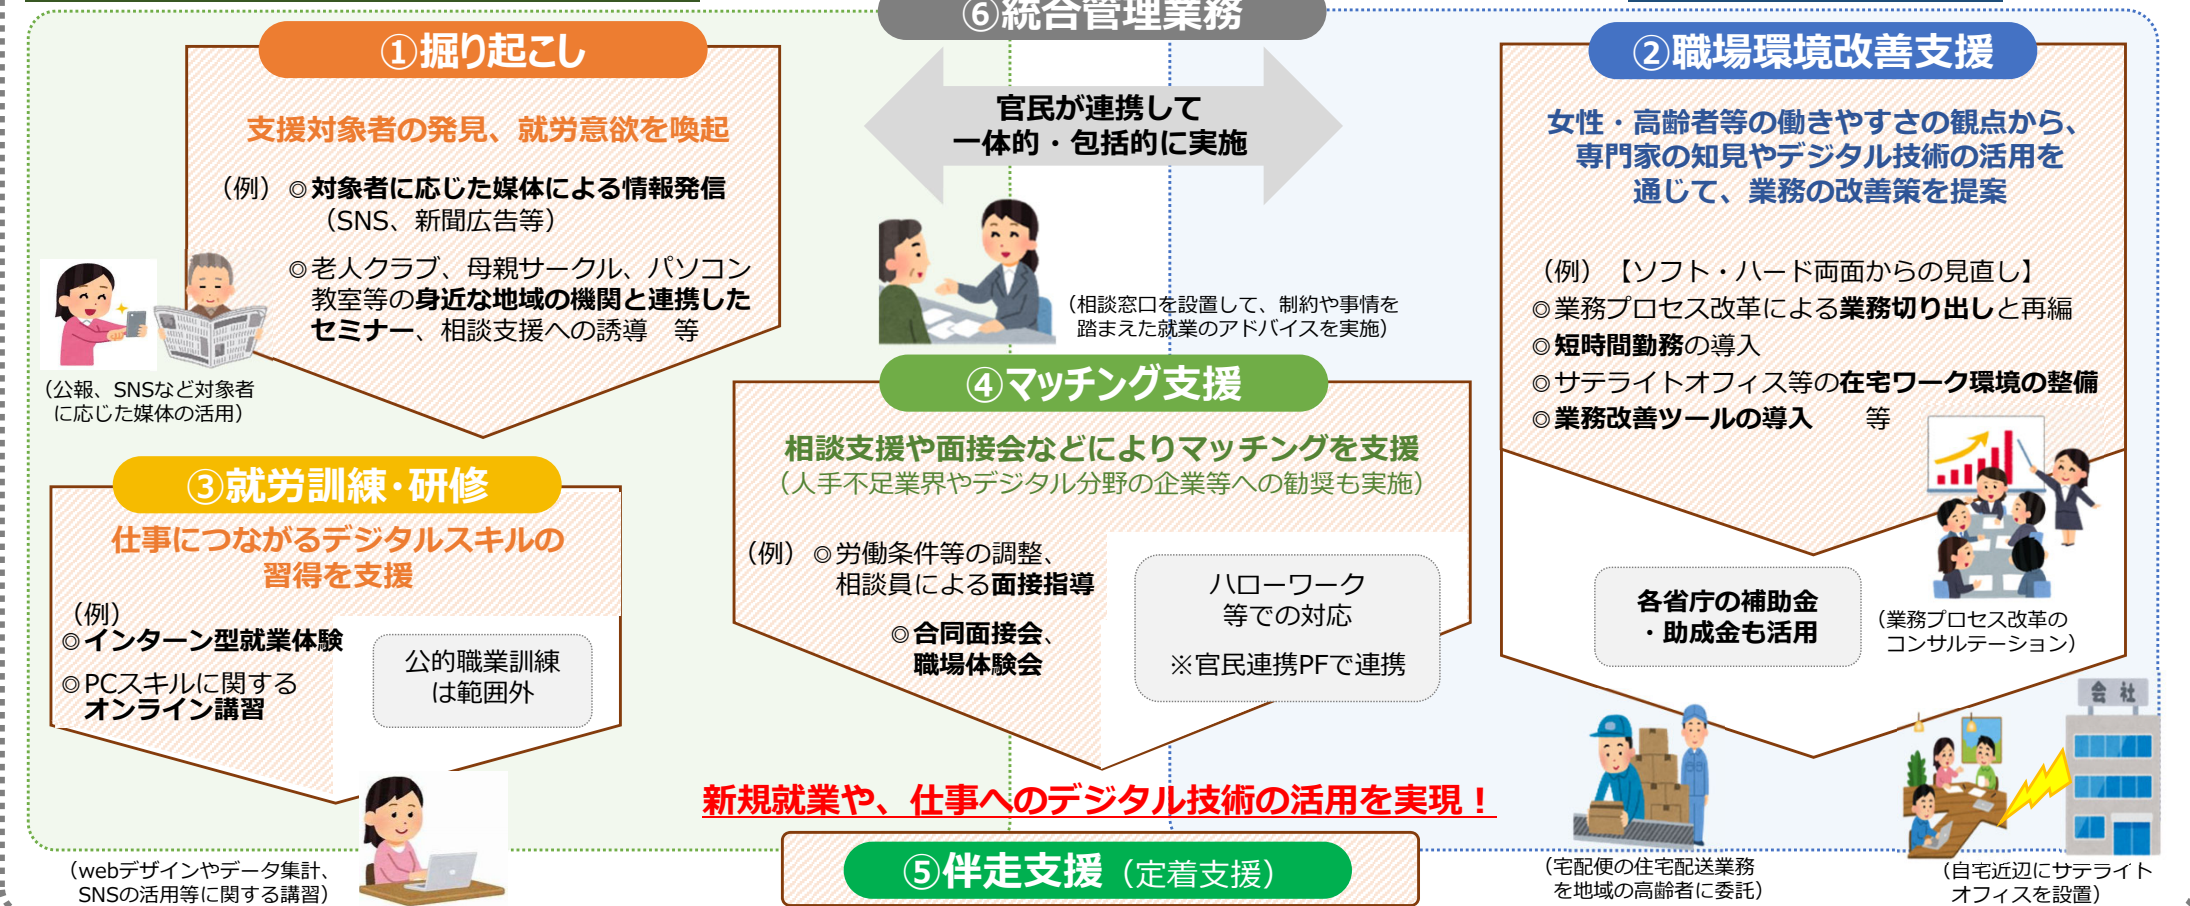 ⑥統合管理業務
①掘り起こし
支援対象者の発見、就労意欲を喚起
（例）◎対象者に応じた媒体による情報発信
（SNS、新聞広告等）
◎老人クラブ、母親サークル、パソコン
教室等の身近な地域の機関と連携した
セミナー、相談支援への誘導　等
（公報、SNSなど対象者
に応じた媒体の活用）
官民が連携して
一体的・包括的に実施
（相談窓口を設置して、制約や事情を
踏まえた就業のアドバイスを実施）
②職場環境改善支援
女性・高齢者等の働きやすさの観点から、
専門家の知見やデジタル技術の活用を
通じて、業務の改善策を提案
（例）【ソフト・ハード両面からの見直し】
◎業務プロセス改革による業務切り出しと再編
◎短時間勤務の導入
◎サテライトオフィス等の在宅ワーク環境の整備
◎業務改善ツールの導入　等
各省庁の補助金
・助成金も活用
（業務プロセス改革の
コンサルテーション）
③就労訓練・研修
仕事につながるデジタルスキルの
習得を支援
（例）
◎インターン型就業体験
◎PCスキルに関する
オンライン講習
公的職業訓練
は範囲外
（webデザインやデータ集計、
SNSの活用等に関する講習）
④マッチング支援
相談支援や面接会などによりマッチングを支援
（人手不足業界やデジタル分野の企業等への勧奨も実施）
（例）◎労働条件等の調整、
相談員による面接指導
◎合同面接会、
職場体験会
ハローワーク
等での対応
※官民連携PFで連携
新規就業や、仕事へのデジタル技術の活用を実現！
⑤伴走支援（定着支援）
（宅配便の住宅配送業務
を地域の高齢者に委託）
会社
（自宅近辺にサテライト
オフィスを設置）